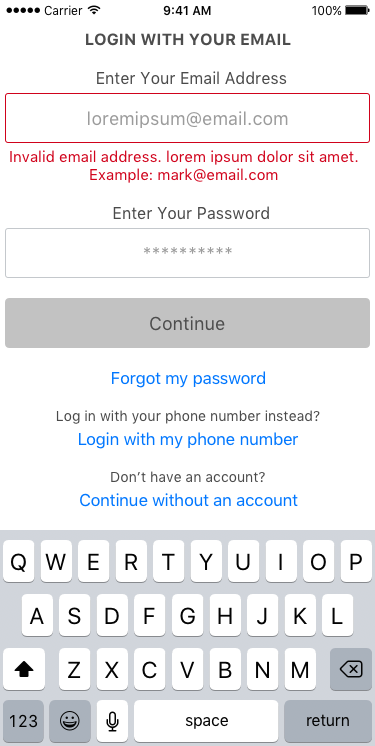 Carrier 9:41 AM 100%
LOGIN WITH YOUR EMAIL
Enter Your Email Address
loremipsum@email.com
Invalid email address. lorem ipsum dolor sit amet.
Example: mark@email.com
Enter Your Password
**********
Continue
Forgot my password
Log in with your phone number instead?
Login with my phone number
Don’t have an account?
Continue without an account
Q W E R T Y U I O P
A S D F G H J K L
Z X C V B N M
123 space return